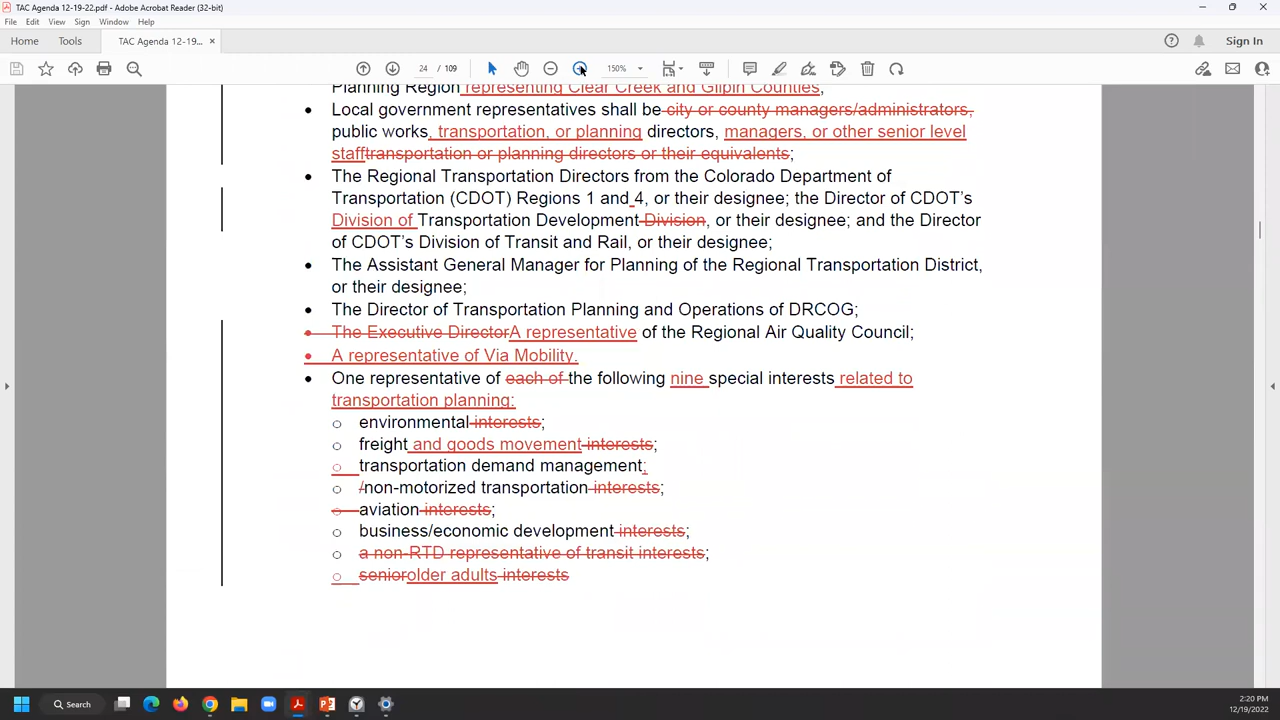 TAC Agenda 12-19-22.pdf - Adobe Acrobat Reader (32-bit)
File Edit View Sign Window Help
Home Tools TAC Agenda 12-19... × Sign In
24 / 109 150%
Planning Region representing Clear Creek and Gilpin Counties,
• Local government representatives shall be city or county managers/administrators,
public works, transportation, or planning directors, managers, or other senior level
stafftransportation or planning directors or their equivalents;
• The Regional Transportation Directors from the Colorado Department of
Transportation (CDOT) Regions 1 and 4, or their designee; the Director of CDOT's
Division of Transportation Development Division, or their designee; and the Director
of CDOT's Division of Transit and Rail, or their designee;
• The Assistant General Manager for Planning of the Regional Transportation District,
or their designee;
• The Director of Transportation Planning and Operations of DRCOG;
• The Executive DirectorA representative of the Regional Air Quality Council;
• A representative of Via Mobility.
• One representative of each of the following nine special interests related to
transportation planning:
○ environmental interests;
○ freight and goods movement interests;
○ transportation demand management;
○ /non-motorized transportation interests;
○ aviation interests;
○ business/economic development interests;
○ a non-RTD representative of transit interests;
○ seniorolder adults interests
Search
2:20 PM
12/19/2022